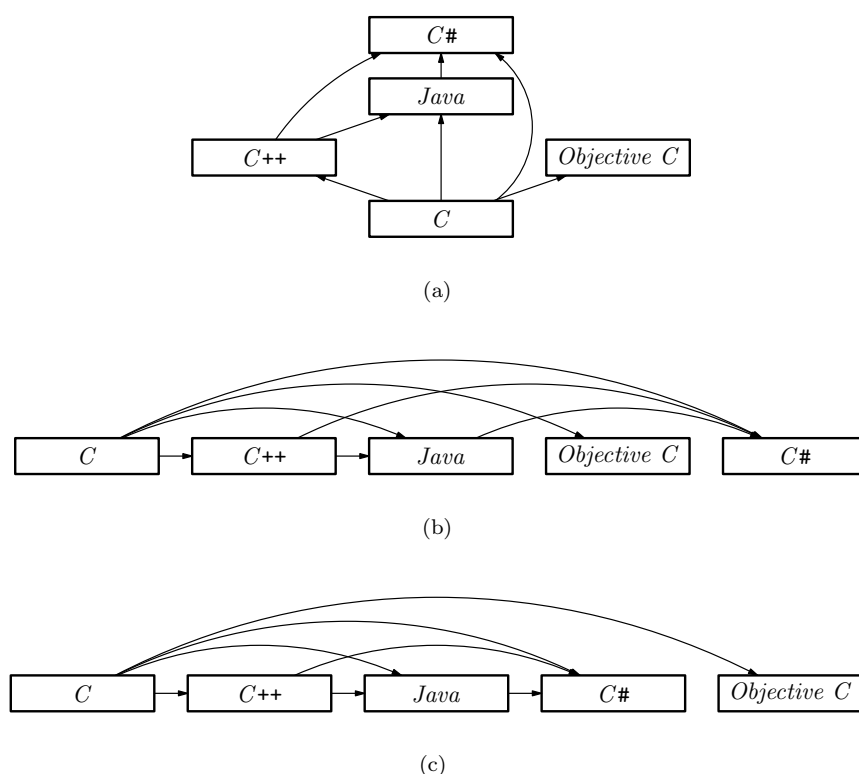 C#
Java
C++ Objective C
C
(a)
C C++ Java Objective C C#
(b)
C C++ Java C# Objective C
(c)